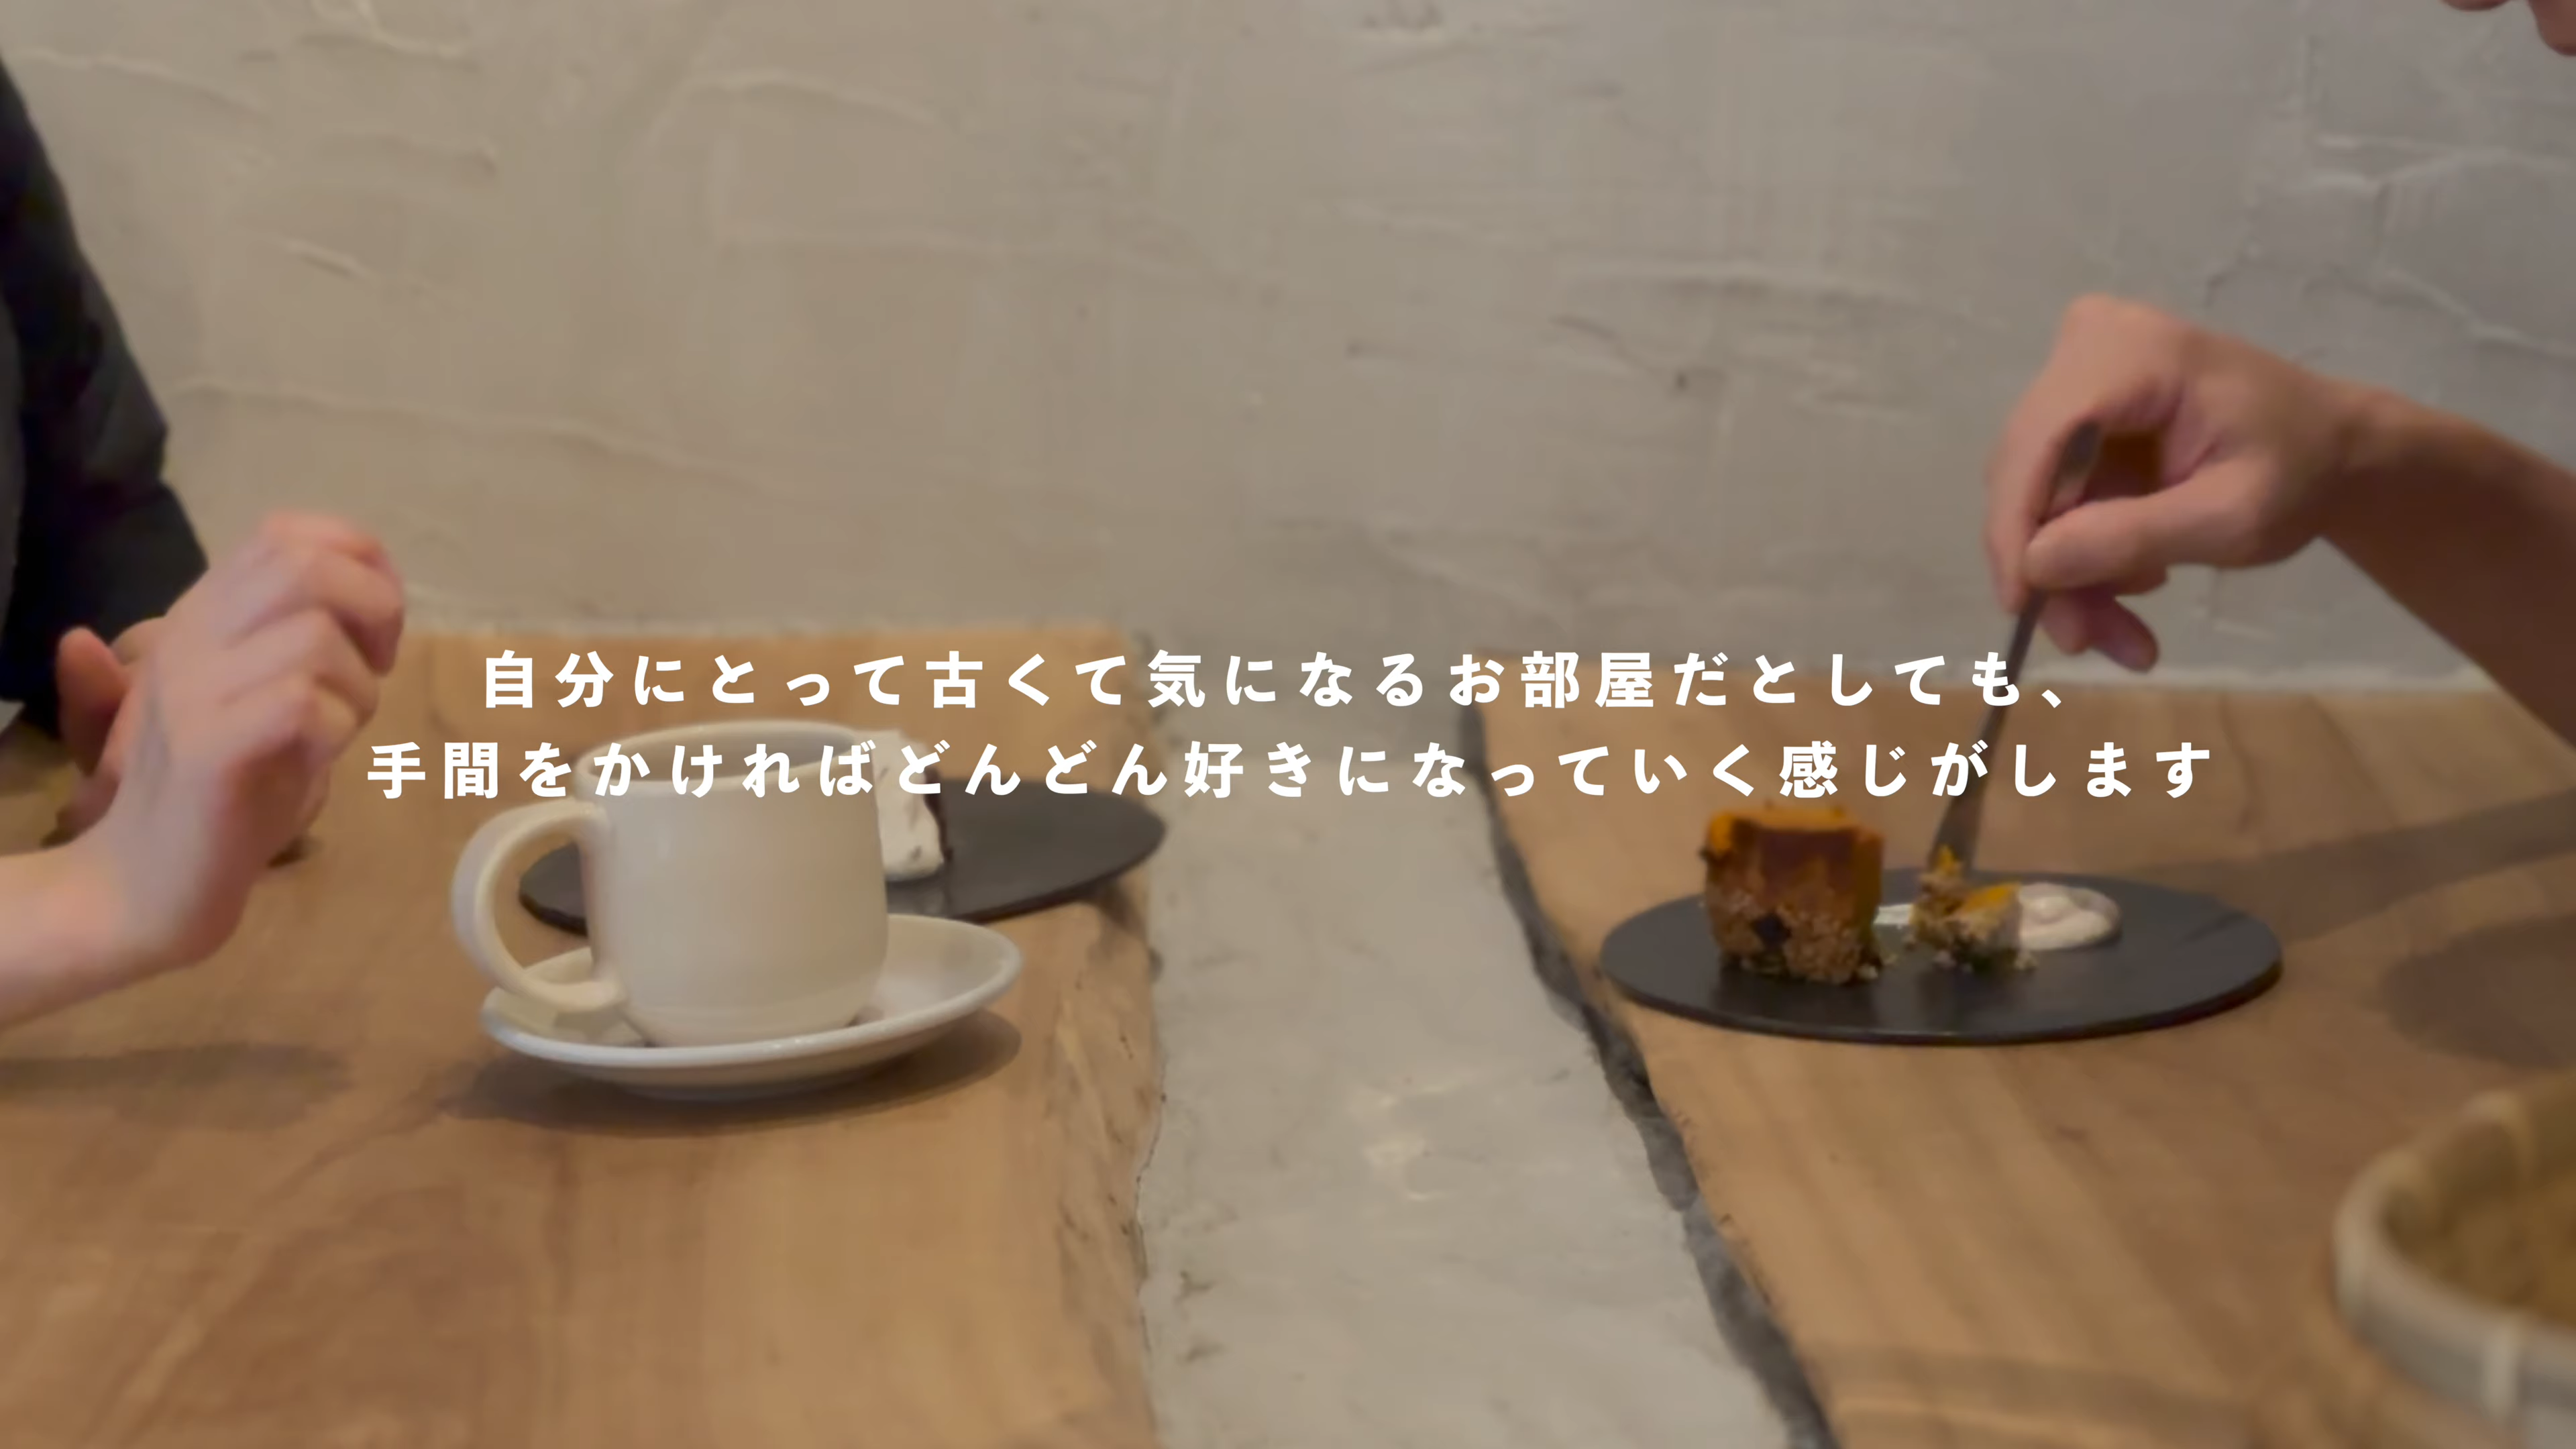 自分にとって古くて気になるお部屋だとしても、
手間をかければどんどん好きになっていく感じがします